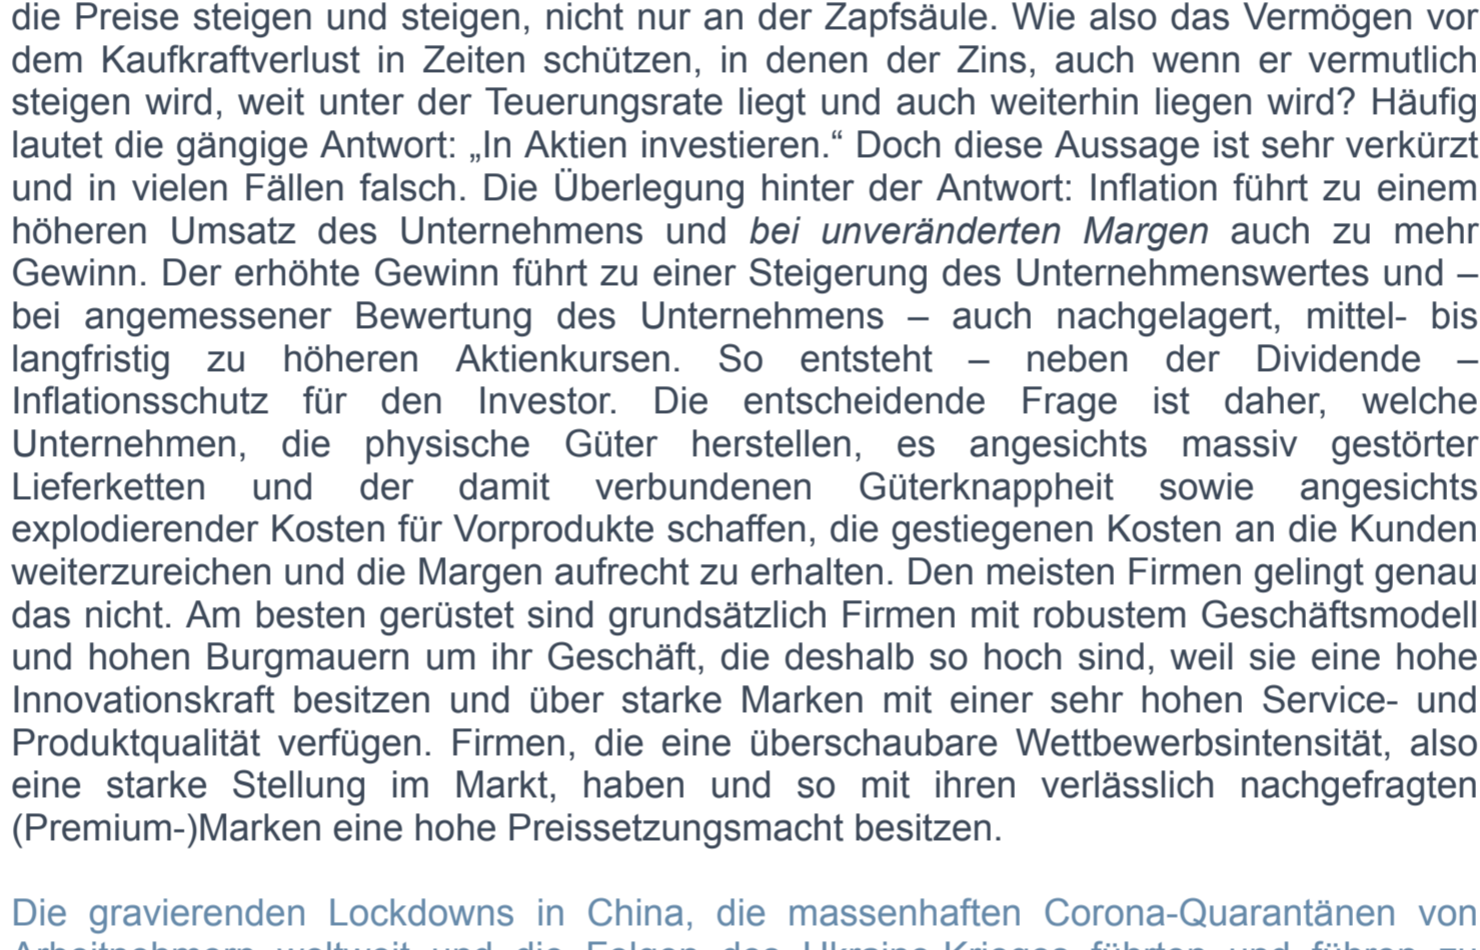 die Preise steigen und steigen, nicht nur an der Zapfsäule. Wie also das Vermögen vor
dem Kaufkraftverlust in Zeiten schützen, in denen der Zins, auch wenn er vermutlich
steigen wird, weit unter der Teuerungsrate liegt und auch weiterhin liegen wird? Häufig
lautet die gängige Antwort: „In Aktien investieren.“ Doch diese Aussage ist sehr verkürzt
und in vielen Fällen falsch. Die Überlegung hinter der Antwort: Inflation führt zu einem
höheren Umsatz des Unternehmens und bei unveränderten Margen auch zu mehr
Gewinn. Der erhöhte Gewinn führt zu einer Steigerung des Unternehmenswertes und –
bei angemessener Bewertung des Unternehmens – auch nachgelagert, mittel- bis
langfristig zu höheren Aktienkursen. So entsteht – neben der Dividende –
Inflationsschutz für den Investor. Die entscheidende Frage ist daher, welche
Unternehmen, die physische Güter herstellen, es angesichts massiv gestörter
Lieferketten und der damit verbundenen Güterknappheit sowie angesichts
explodierender Kosten für Vorprodukte schaffen, die gestiegenen Kosten an die Kunden
weiterzureichen und die Margen aufrecht zu erhalten. Den meisten Firmen gelingt genau
das nicht. Am besten gerüstet sind grundsätzlich Firmen mit robustem Geschäftsmodell
und hohen Burgmauern um ihr Geschäft, die deshalb so hoch sind, weil sie eine hohe
Innovationskraft besitzen und über starke Marken mit einer sehr hohen Service- und
Produktqualität verfügen. Firmen, die eine überschaubare Wettbewerbsintensität, also
eine starke Stellung im Markt, haben und so mit ihren verlässlich nachgefragten
(Premium-)Marken eine hohe Preissetzungsmacht besitzen.
Die gravierenden Lockdowns in China, die massenhaften Corona-Quarantänen von
Arbeitnehmern weltweit und die Folgen des Ukraine-Krieges führten und führen zu